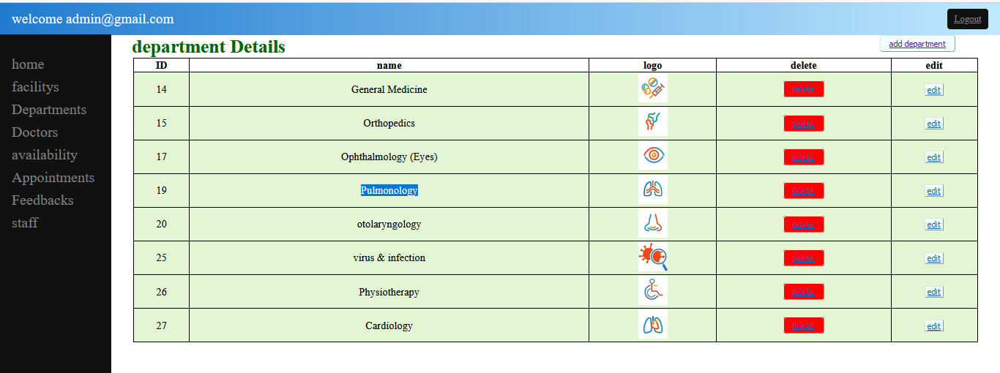 welcome admin@gmail.com Logout
home
facilitys
Departments
Doctors
availability
Appointments
Feedbacks
staff
department Details add department
ID name logo delete edit
14 General Medicine delete edit
15 Orthopedics delete edit
17 Ophthalmology (Eyes) delete edit
19 Pulmonology delete edit
20 otolaryngology delete edit
25 virus & infection delete edit
26 Physiotherapy delete edit
27 Cardiology delete edit